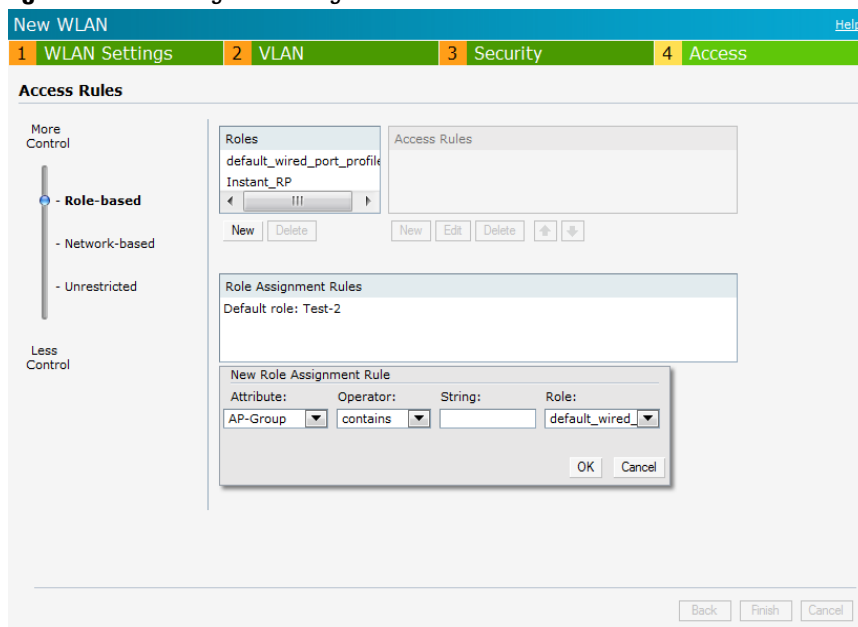 New WLAN
Help
1 WLAN Settings
2 VLAN
3 Security
4 Access
Access Rules
More
Control
- Role-based
- Network-based
- Unrestricted
Less
Control
Roles
default_wired_port_profile
Instant_RP
New Delete
Access Rules
New Edit Delete
Role Assignment Rules
Default role: Test-2
New Role Assignment Rule
Attribute: Operator: String: Role:
AP-Group contains default_wired_
OK Cancel
Back Finish Cancel